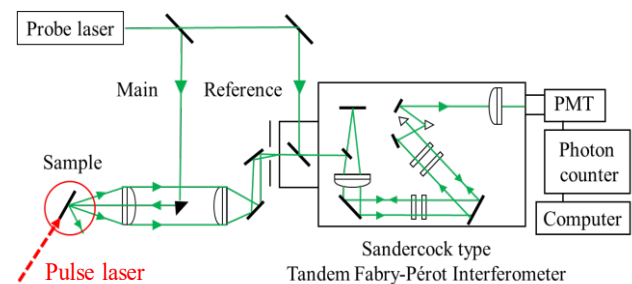 Probe laser
Main
Reference
PMT
Photon
counter
Computer
Sample
Pulse laser
Sandercock type
Tandem Fabry-Pérot Interferometer